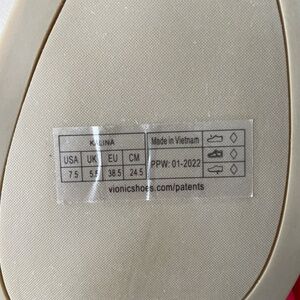 KALINA Made in Vietnam
USA UK EU CM PPW: 01-2022
7.5 5.5 38.5 24.5
vionicshoes.com/patents